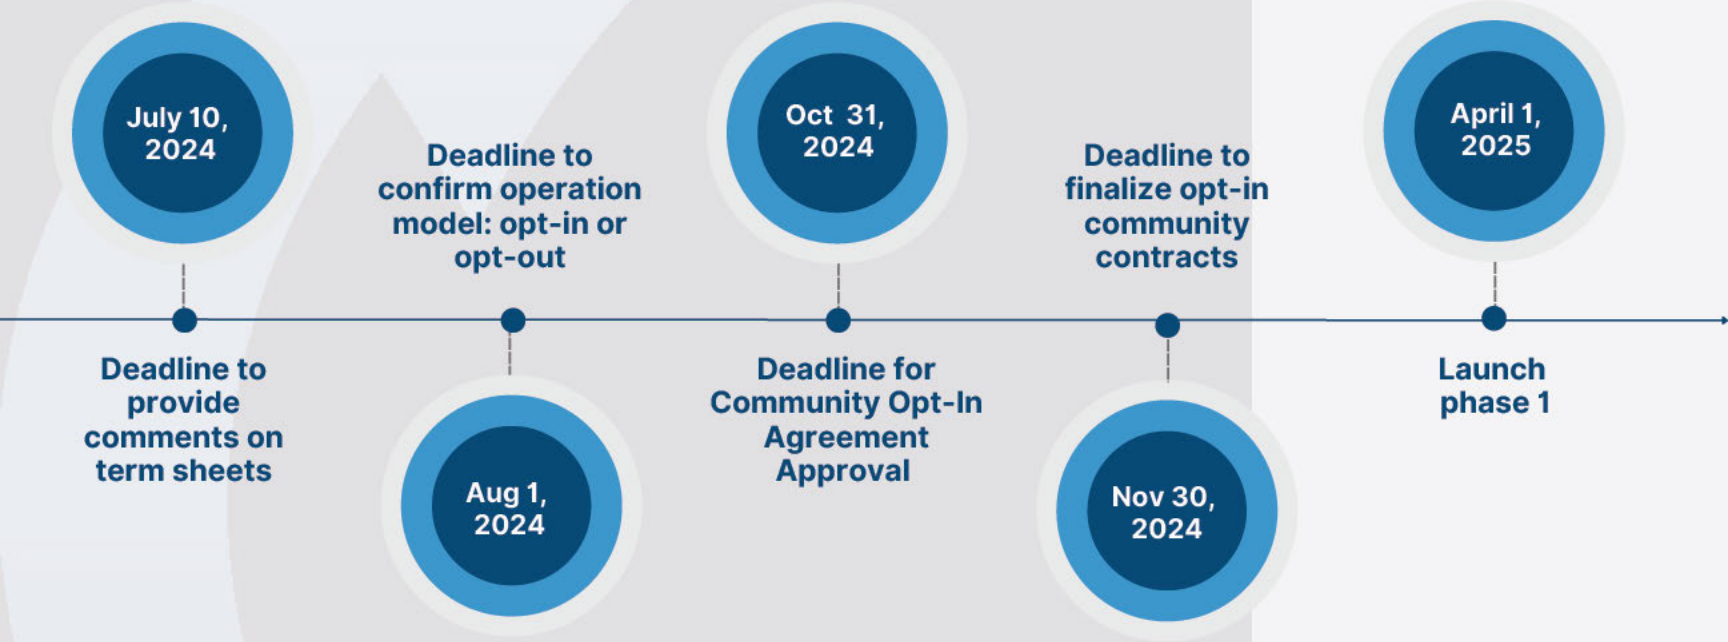 July 10,
2024
Deadline to
provide
comments on
term sheets
Deadline to
confirm operation
model: opt-in or
opt-out
Aug 1,
2024
Oct 31,
2024
Deadline for
Community Opt-In
Agreement
Approval
Deadline to
finalize opt-in
community
contracts
Nov 30,
2024
April 1,
2025
Launch
phase 1